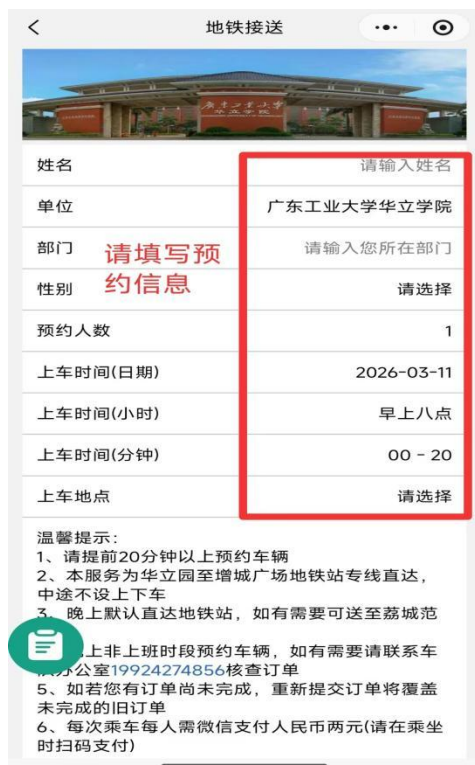 地铁接送
广东工业大学
华立学院
姓名 请输入姓名
单位 广东工业大学华立学院
部门 请输入您所在部门
请填写预
约信息
性别 请选择
预约人数 1
上车时间(日期) 2026-03-11
上车时间(小时) 早上八点
上车时间(分钟) 00 - 20
上车地点 请选择
温馨提示:
1、请提前20分钟以上预约车辆
2、本服务为华立园至增城广场地铁站专线直达，
中途不设上下车
3、晚上默认直达地铁站，如有需要可送至荔城范
上非上班时段预约车辆，如有需要请联系车
办公室19924274856核查订单
5、如若您有订单尚未完成，重新提交订单将覆盖
未完成的旧订单
6、每次乘车每人需微信支付人民币两元(请在乘坐
时扫码支付)